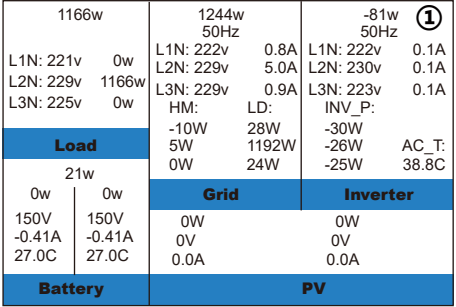 1166w
L1N: 221v 0w
L2N: 229v 1166w
L3N: 225v 0w
Load
1244w
50Hz
L1N: 222v 0.8A
L2N: 229v 5.0A
L3N: 229v 0.9A
HM: LD:
-10W 28W
5W 1192W
0W 24W
Grid
-81w ①
50Hz
L1N: 222v 0.1A
L2N: 230v 0.1A
L3N: 223v 0.1A
INV_P:
-30W
-26W AC_T:
-25W 38.8C
Inverter
21w
0w 0w
150V 150V
-0.41A -0.41A
27.0C 27.0C
Battery
0W 0W
0V 0V
0.0A 0.0A
PV